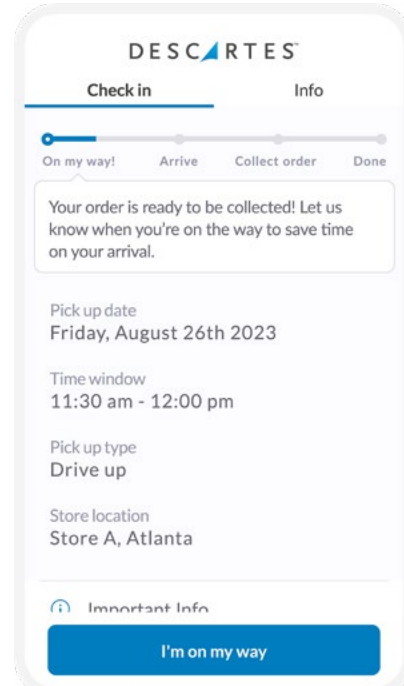 DESCARTES™
Check in Info
On my way! Arrive Collect order Done
Your order is ready to be collected! Let us
know when you're on the way to save time
on your arrival.
Pick up date
Friday, August 26th 2023
Time window
11:30 am - 12:00 pm
Pick up type
Drive up
Store location
Store A, Atlanta
Important Info
I'm on my way